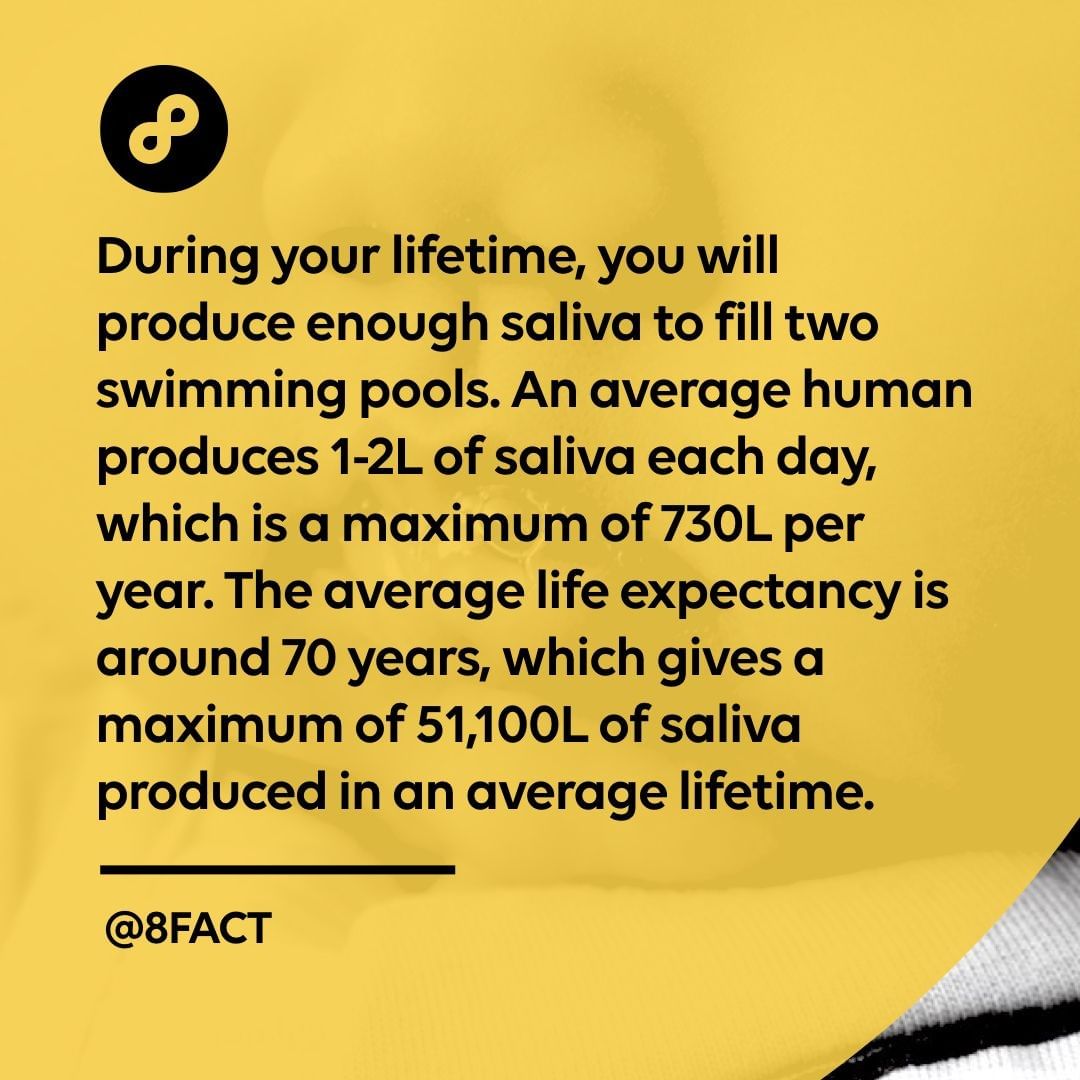 During your lifetime, you will
produce enough saliva to fill two
swimming pools. An average human
produces 1-2L of saliva each day,
which is a maximum of 730L per
year. The average life expectancy is
around 70 years, which gives a
maximum of 51,100L of saliva
produced in an average lifetime.
@8FACT